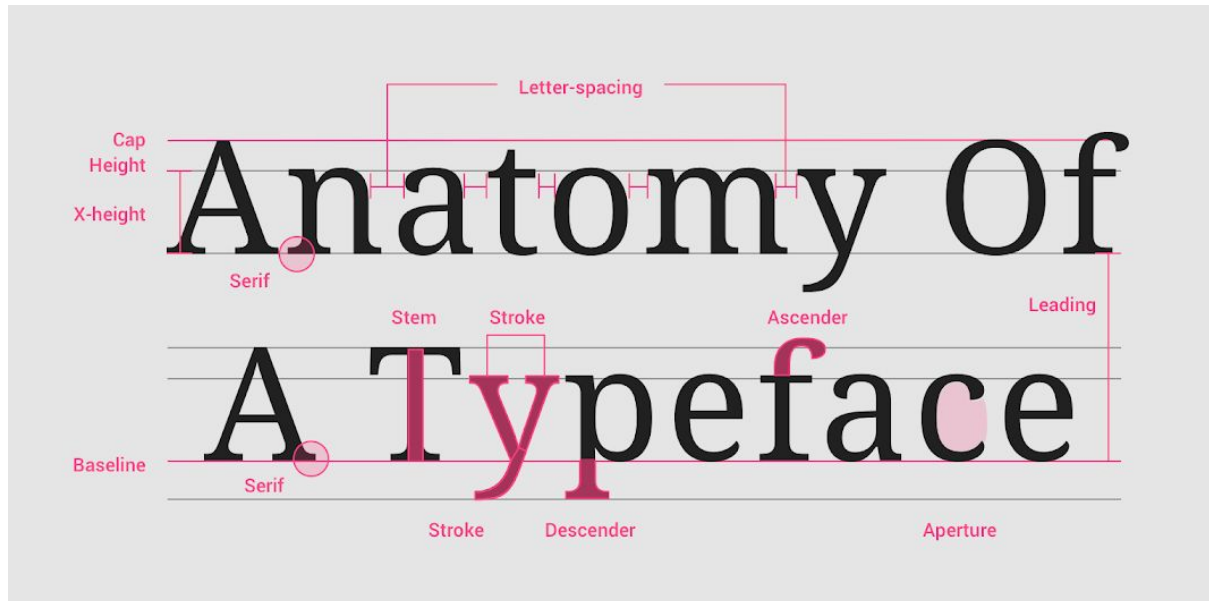 Letter-spacing
Cap
Height
X-height
Anatomy Of
Serif
Leading
Stem
Stroke
Ascender
A Typeface
Baseline
Serif
Stroke
Descender
Aperture